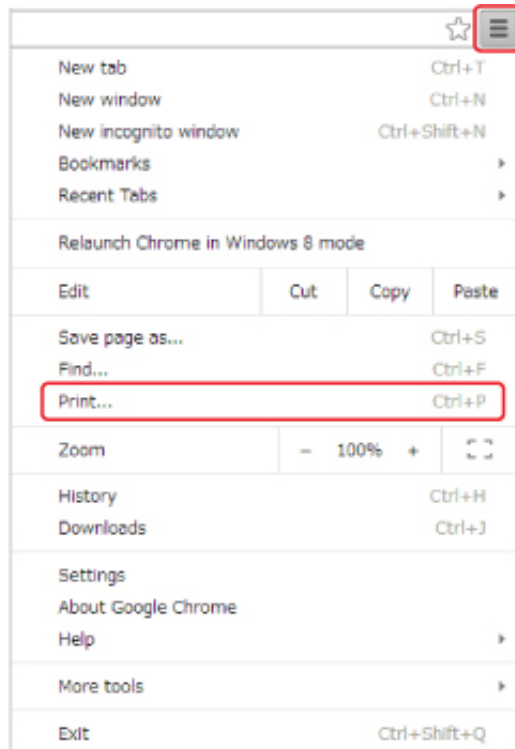 New tab Ctrl+T
New window Ctrl+N
New incognito window Ctrl+Shift+N
Bookmarks
Recent Tabs
Relaunch Chrome in Windows 8 mode
Edit Cut Copy Paste
Save page as... Ctrl+S
Find... Ctrl+F
Print... Ctrl+P
Zoom - 100% +
History Ctrl+H
Downloads Ctrl+J
Settings
About Google Chrome
Help
More tools
Exit Ctrl+Shift+Q